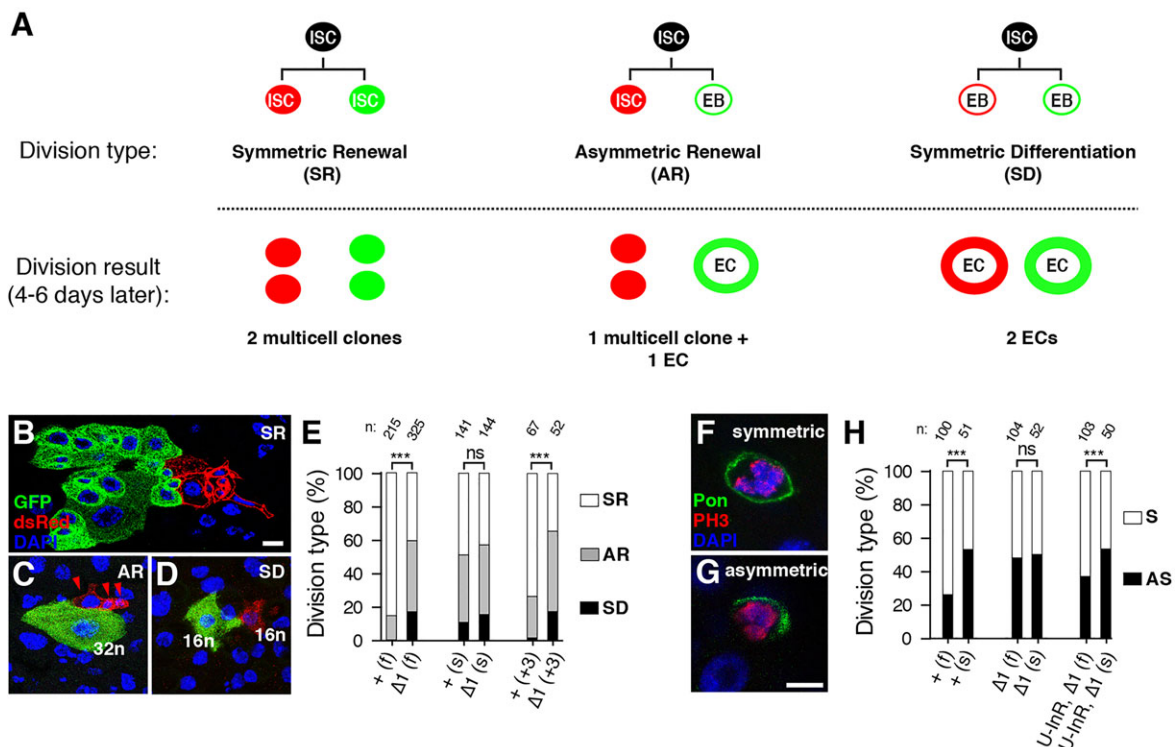 A
ISC ISC ISC
ISC ISC ISC EB EB EB
Division type:
Symmetric Renewal
(SR)
Asymmetric Renewal
(AR)
Symmetric Differentiation
(SD)
Division result
(4-6 days later):
EC EC EC
2 multicell clones
1 multicell clone +
1 EC
2 ECs
B
SR
GFP
dsRed
DAPI
C
AR
32n
D
SD
16n
16n
E
n: 215 325 141 144 67 52
*** ns ***
Division type (%)
100
80
60
40
20
0
+ (f)
Δ1 (f)
+ (s)
Δ1 (s)
+ (+3)
Δ1 (+3)
SR
AR
SD
F
symmetric
Pon
PH3
DAPI
G
asymmetric
H
n: 100 51 104 52 103 50
*** ns ***
Division type (%)
100
80
60
40
20
0
+ (f)
+ (s)
Δ1 (f)
Δ1 (s)
U-InR, Δ1 (f)
U-InR, Δ1 (s)
S
AS